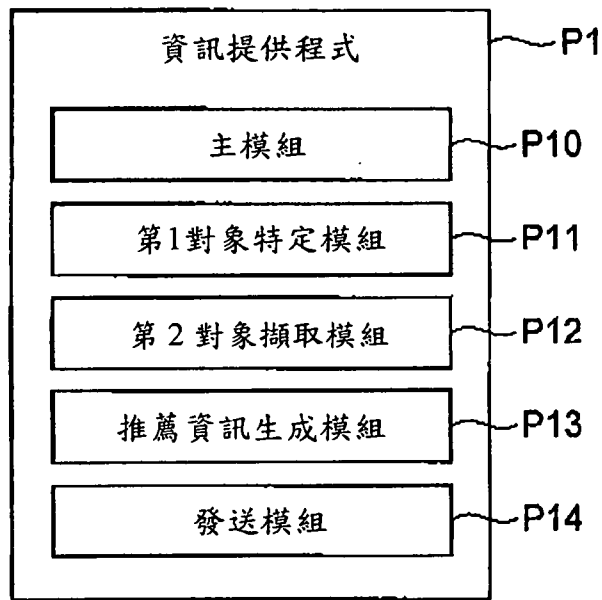 資訊提供程式 P1
主模組 P10
第1對象特定模組 P11
第2對象擷取模組 P12
推薦資訊生成模組 P13
發送模組 P14